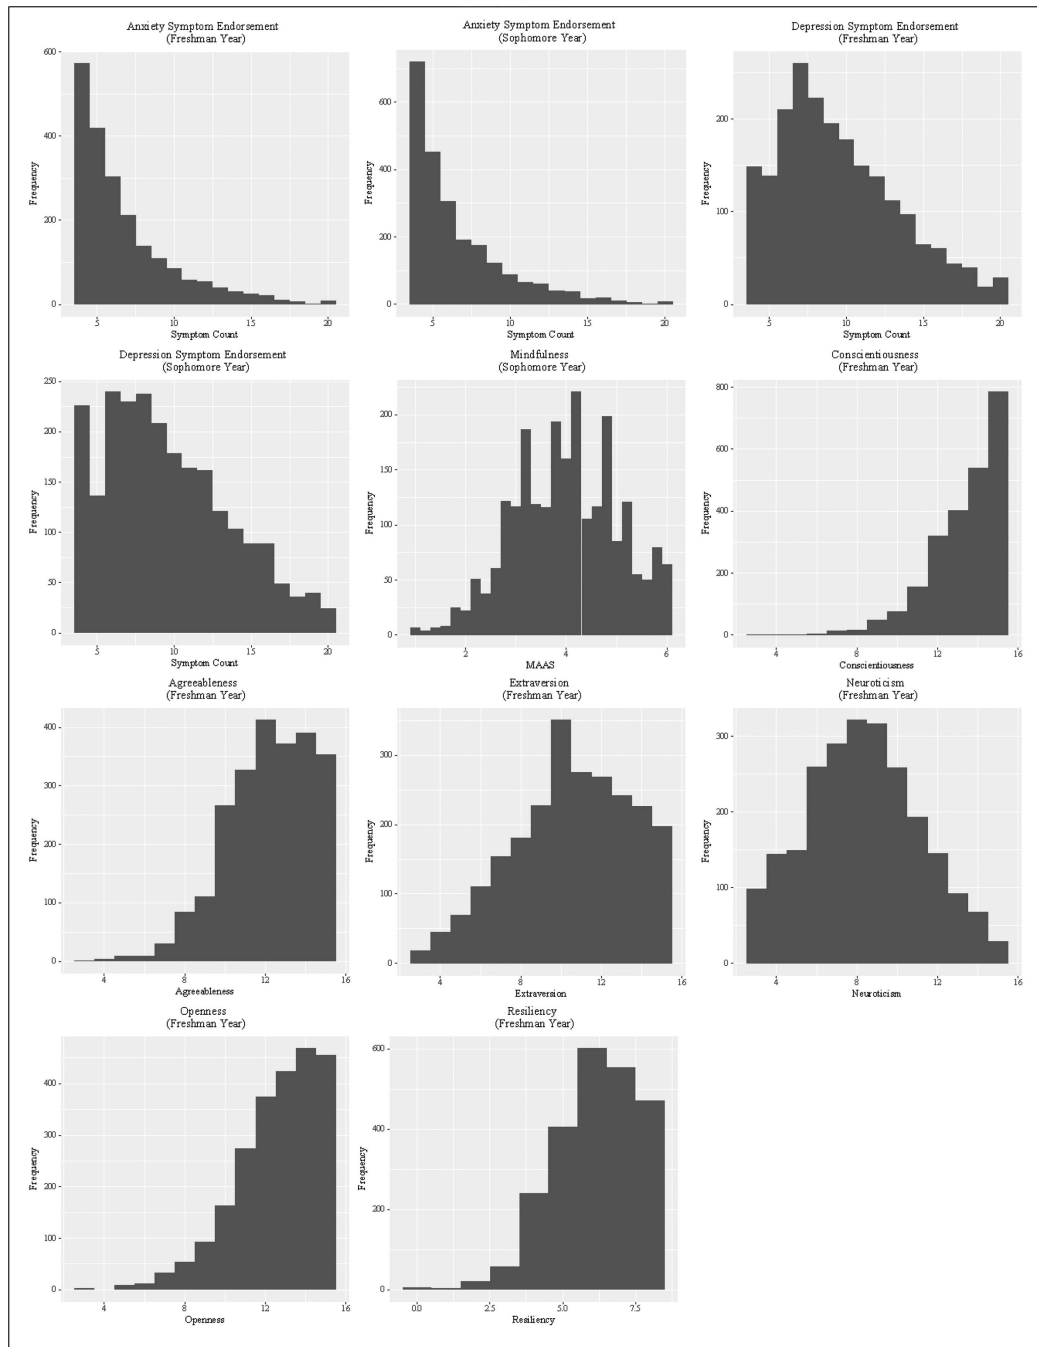 Anxiety Symptom Endorsement
(Freshman Year)
600
400
200
0
Frequency
5 10 15 20
Symptom Count
Anxiety Symptom Endorsement
(Sophomore Year)
600
400
200
0
Frequency
5 10 15 20
Symptom Count
Depression Symptom Endorsement
(Freshman Year)
200
100
0
Frequency
5 10 15 20
Symptom Count
Depression Symptom Endorsement
(Sophomore Year)
250
200
150
100
50
0
Frequency
5 10 15 20
Symptom Count
Mindfulness
(Sophomore Year)
200
150
100
50
0
Frequency
2 4 6
MAAS
Conscientiousness
(Freshman Year)
800
600
400
200
0
Frequency
4 8 12 16
Conscientiousness
Agreeableness
(Freshman Year)
400
300
200
100
0
Frequency
4 8 12 16
Agreeableness
Extraversion
(Freshman Year)
300
200
100
0
Frequency
4 8 12 16
Extraversion
Neuroticism
(Freshman Year)
300
200
100
0
Frequency
4 8 12 16
Neuroticism
Openness
(Freshman Year)
400
300
200
100
0
Frequency
4 8 12 16
Openness
Resiliency
(Freshman Year)
600
400
200
0
Frequency
0.0 2.5 5.0 7.5
Resiliency